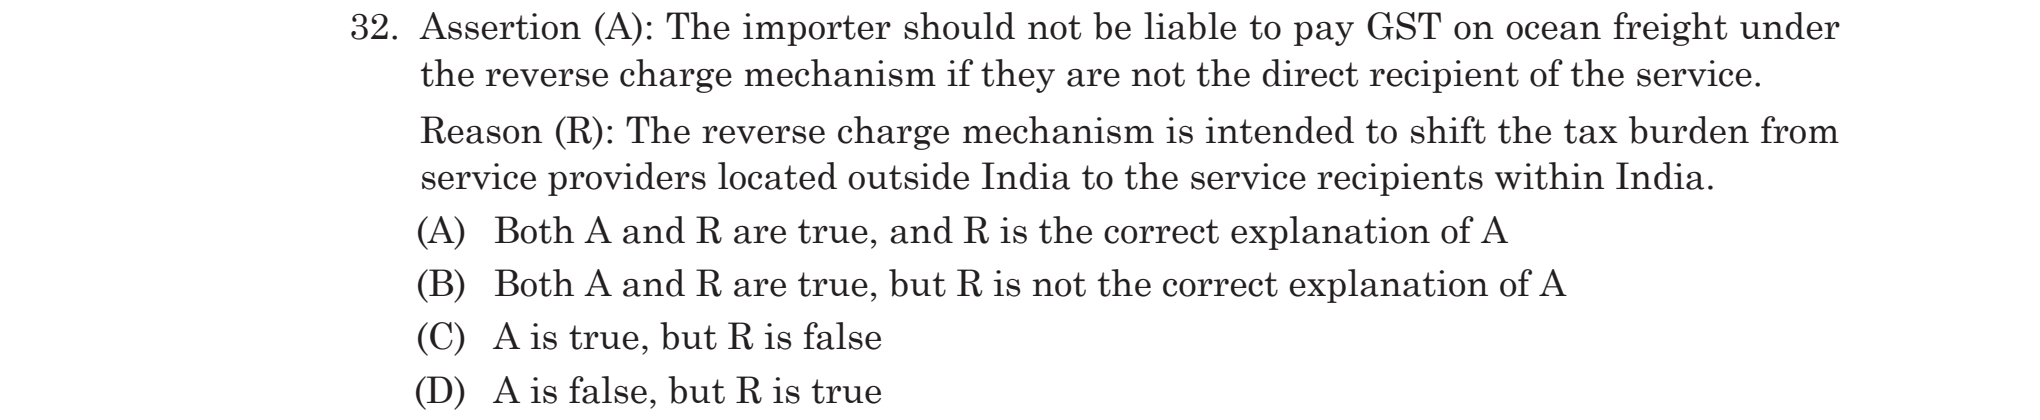 32. Assertion (A): The importer should not be liable to pay GST on ocean freight under
the reverse charge mechanism if they are not the direct recipient of the service.
Reason (R): The reverse charge mechanism is intended to shift the tax burden from
service providers located outside India to the service recipients within India.
(A) Both A and R are true, and R is the correct explanation of A
(B) Both A and R are true, but R is not the correct explanation of A
(C) A is true, but R is false
(D) A is false, but R is true